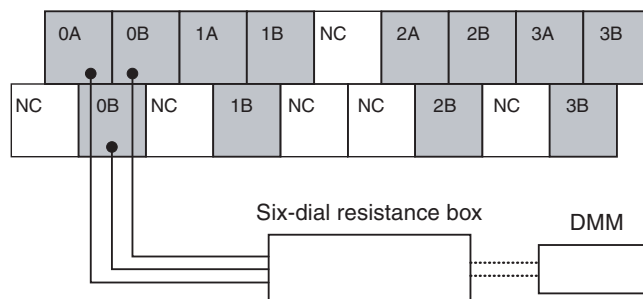 0A 0B 1A 1B NC 2A 2B 3A 3B
NC 0B NC 1B NC NC 2B NC 3B
Six-dial resistance box
DMM